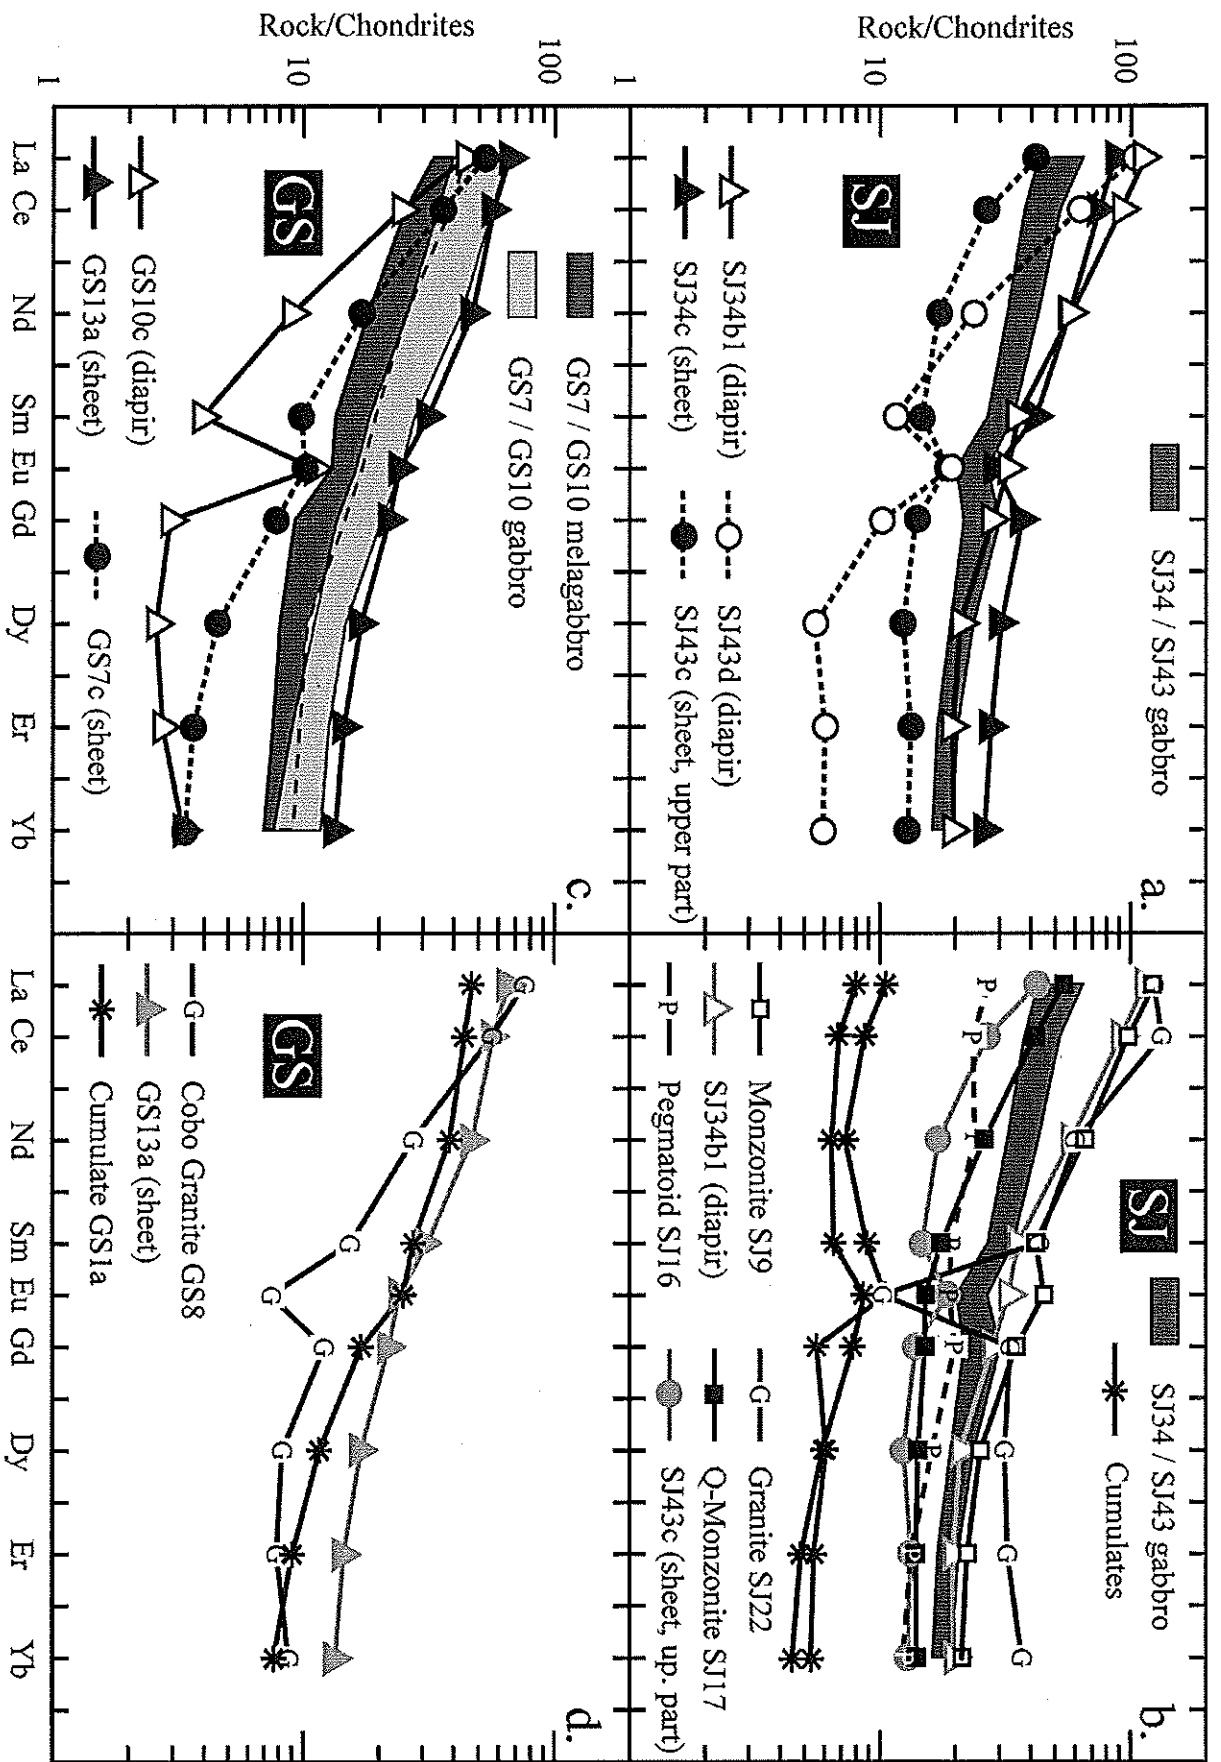 Rock/Chondrites
100
10
1
a.
SJ34 / SJ43 gabbro
SJ
SJ34b1 (diapir)
SJ34c (sheet)
SJ43d (diapir)
SJ43c (sheet, upper part)
b.
SJ
SJ34 / SJ43 gabbro
Cumulates
Monzonite SJ9
SJ34b1 (diapir)
P Pegmatoid SJ16
G Granite SJ22
Q-Monzonite SJ17
SJ43c (sheet, up. part)
Rock/Chondrites
100
10
1
c.
GS7 / GS10 melagabbro
GS7 / GS10 gabbro
GS
GS10c (diapir)
GS13a (sheet)
GS7c (sheet)
La Ce Nd Sm Eu Gd Dy Er Yb
d.
GS
G Cobo Granite GS8
GS13a (sheet)
Cumulate GS1a
La Ce Nd Sm Eu Gd Dy Er Yb